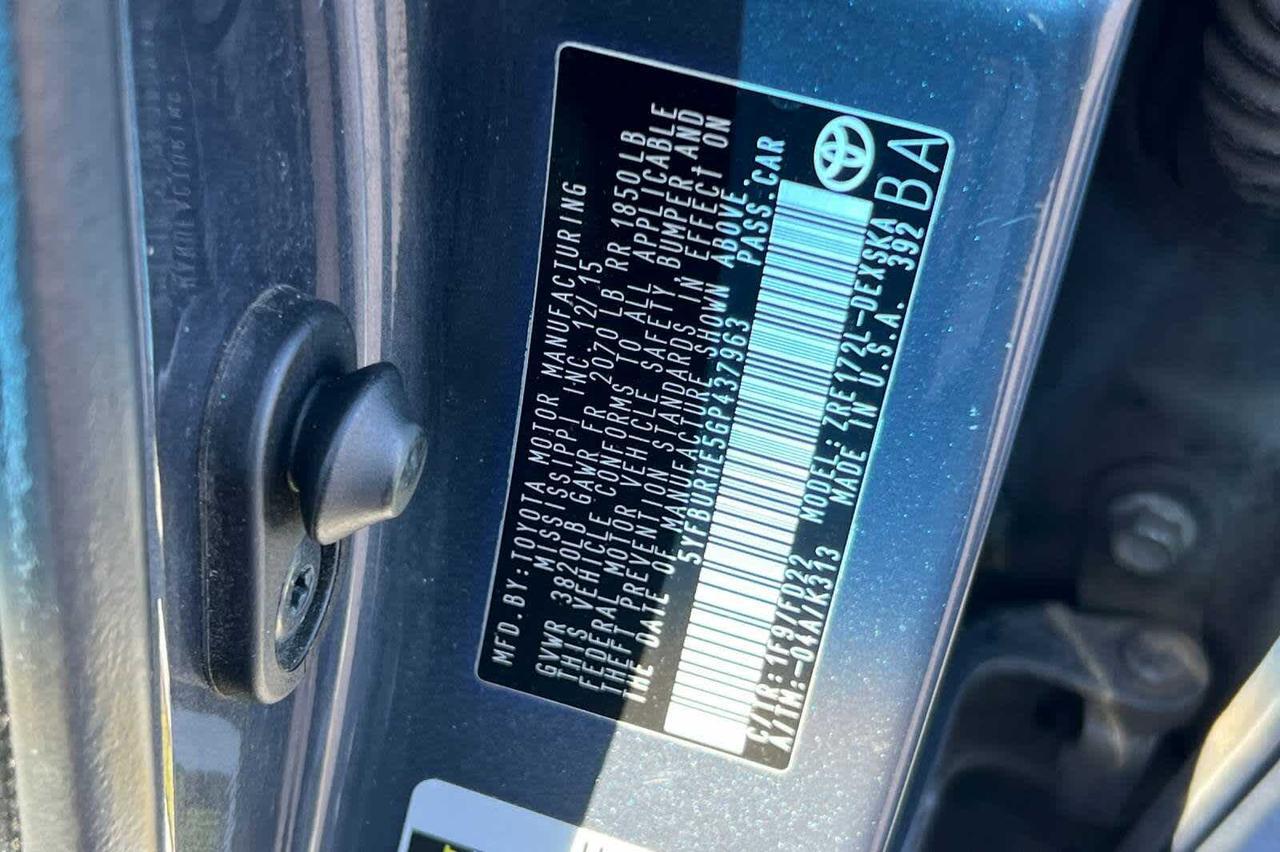 MFD.BY:TOYOTA MOTOR MANUFACTURING
MISSISSIPPI INC. 12/15
GVWR 3820LB GAWR FR 2070 LB RR 1850LB
THIS VEHICLE CONFORMS TO ALL APPLICABLE
FEDERAL MOTOR VEHICLE SAFETY, BUMPER, AND
THEFT PREVENTION STANDARDS IN EFFECT ON
THE DATE OF MANUFACTURE SHOWN ABOVE.
5YFBURHE5GP437963 PASS.CAR
C/TR:1F9/FD22 MODEL:ZRE172L-DEXSKA
A/TM:-04A/K313 MADE IN U.S.A. 392
BA